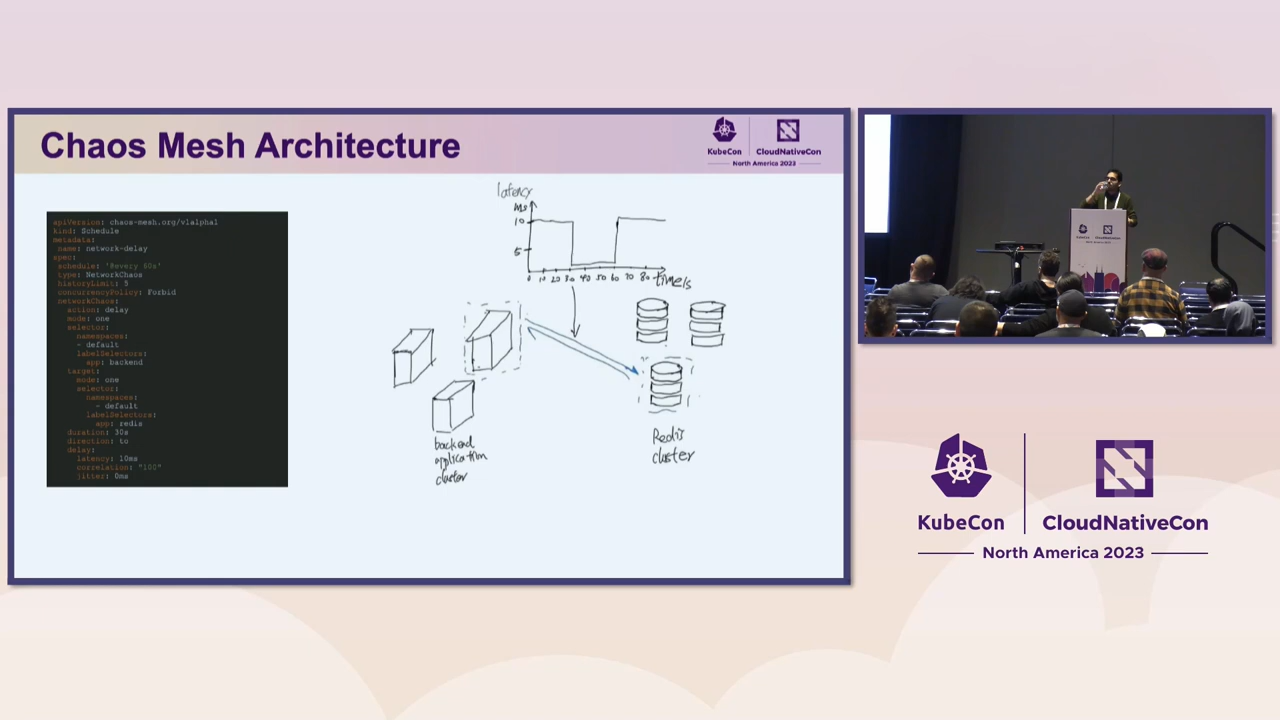 Chaos Mesh Architecture
KubeCon
CloudNativeCon
North America 2023
apiVersion: chaos-mesh.org/v1alpha1
kind: Schedule
metadata:
name: network-delay
spec:
schedule: '@every 60s'
type: NetworkChaos
historyLimit: 5
concurrencyPolicy: Forbid
networkChaos:
action: delay
mode: one
selector:
namespaces:
- default
labelSelectors:
app: backend
target:
mode: one
selector:
namespaces:
- default
labelSelectors:
app: redis
duration: 30s
direction: to
delay:
latency: 10ms
correlation: "100"
jitter: 0ms
latency
ms
10
5
0 10 20 30 40 50 60 70 80 time/s
backend
application
cluster
Redis
cluster
KubeCon
CloudNativeCon
North America 2023